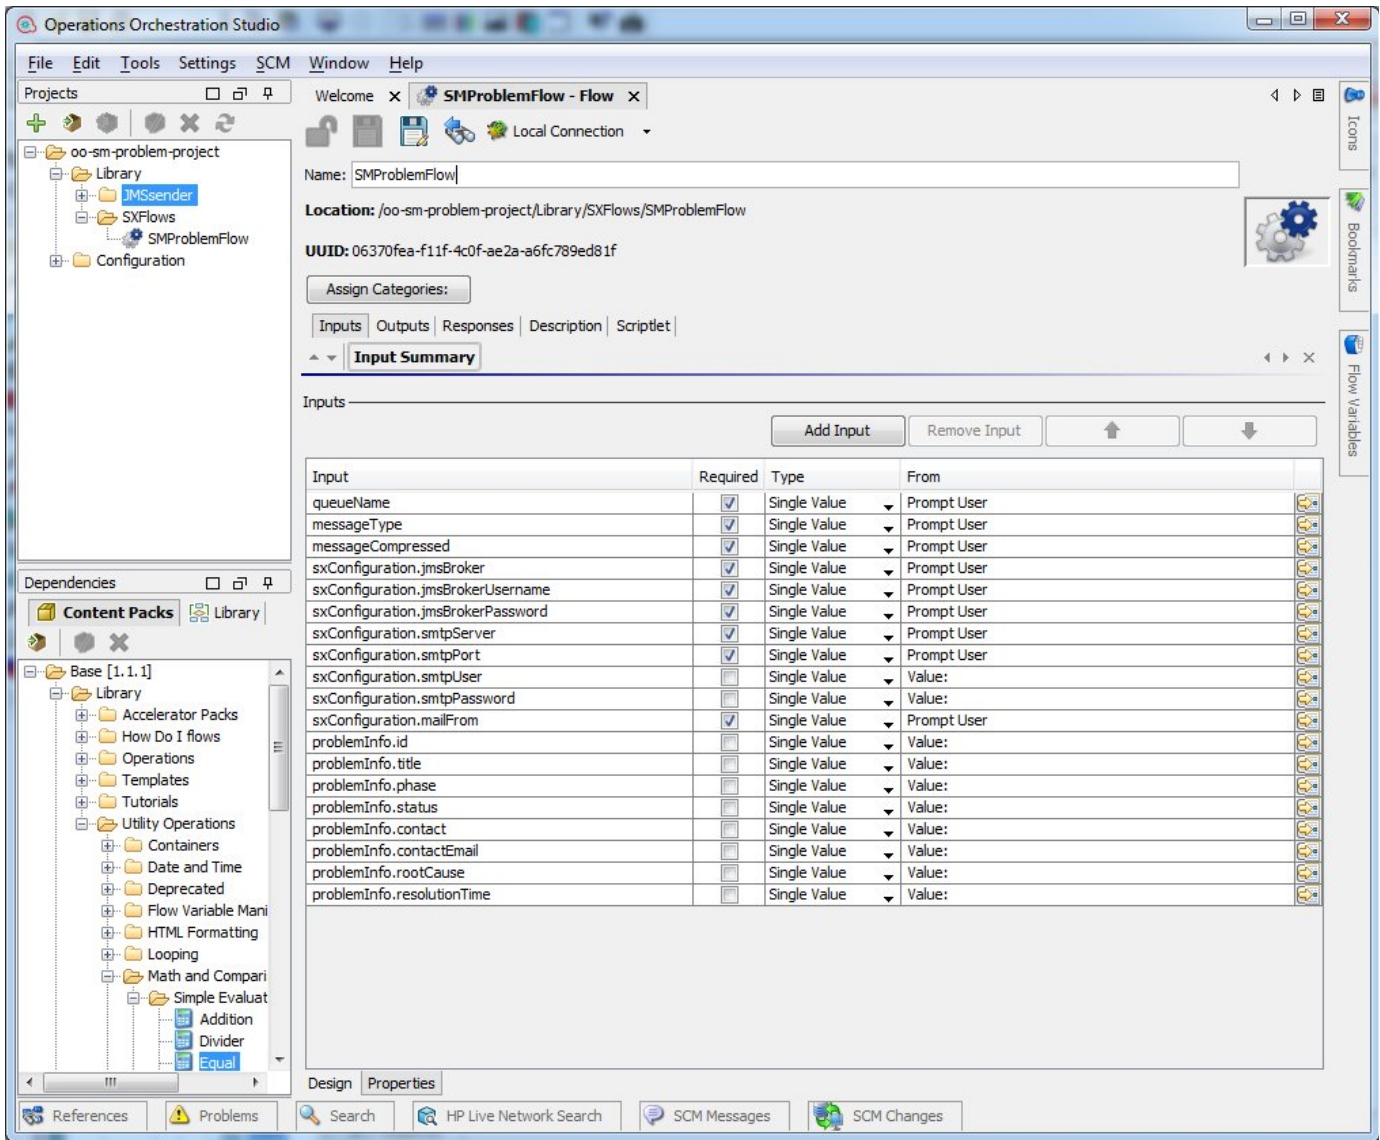 Operations Orchestration Studio
File Edit Tools Settings SCM Window Help
Projects
Welcome SMProblemFlow - Flow
Local Connection
oo-sm-problem-project
Library
JMSsender
SXFlows
SMProblemFlow
Configuration
Name: SMProblemFlow
Location: /oo-sm-problem-project/Library/SXFlows/SMProblemFlow
UUID: 06370fea-f11f-4c0f-ae2a-a6fc789ed81f
Assign Categories:
Inputs Outputs Responses Description Scriptlet
Input Summary
Inputs
Add Input Remove Input
Input Required Type From
queueName Single Value Prompt User
messageType Single Value Prompt User
messageCompressed Single Value Prompt User
sxConfiguration.jmsBroker Single Value Prompt User
sxConfiguration.jmsBrokerUsername Single Value Prompt User
sxConfiguration.jmsBrokerPassword Single Value Prompt User
sxConfiguration.smtpServer Single Value Prompt User
sxConfiguration.smtpPort Single Value Prompt User
sxConfiguration.smtpUser Single Value Value:
sxConfiguration.smtpPassword Single Value Value:
sxConfiguration.mailFrom Single Value Prompt User
problemInfo.id Single Value Value:
problemInfo.title Single Value Value:
problemInfo.phase Single Value Value:
problemInfo.status Single Value Value:
problemInfo.contact Single Value Value:
problemInfo.contactEmail Single Value Value:
problemInfo.rootCause Single Value Value:
problemInfo.resolutionTime Single Value Value:
Design Properties
Icons
Bookmarks
Flow Variables
Dependencies
Content Packs Library
Base [1.1.1]
Library
Accelerator Packs
How Do I flows
Operations
Templates
Tutorials
Utility Operations
Containers
Date and Time
Deprecated
Flow Variable Mani
HTML Formatting
Looping
Math and Compari
Simple Evaluat
Addition
Divider
Equal
References Problems Search HP Live Network Search SCM Messages SCM Changes